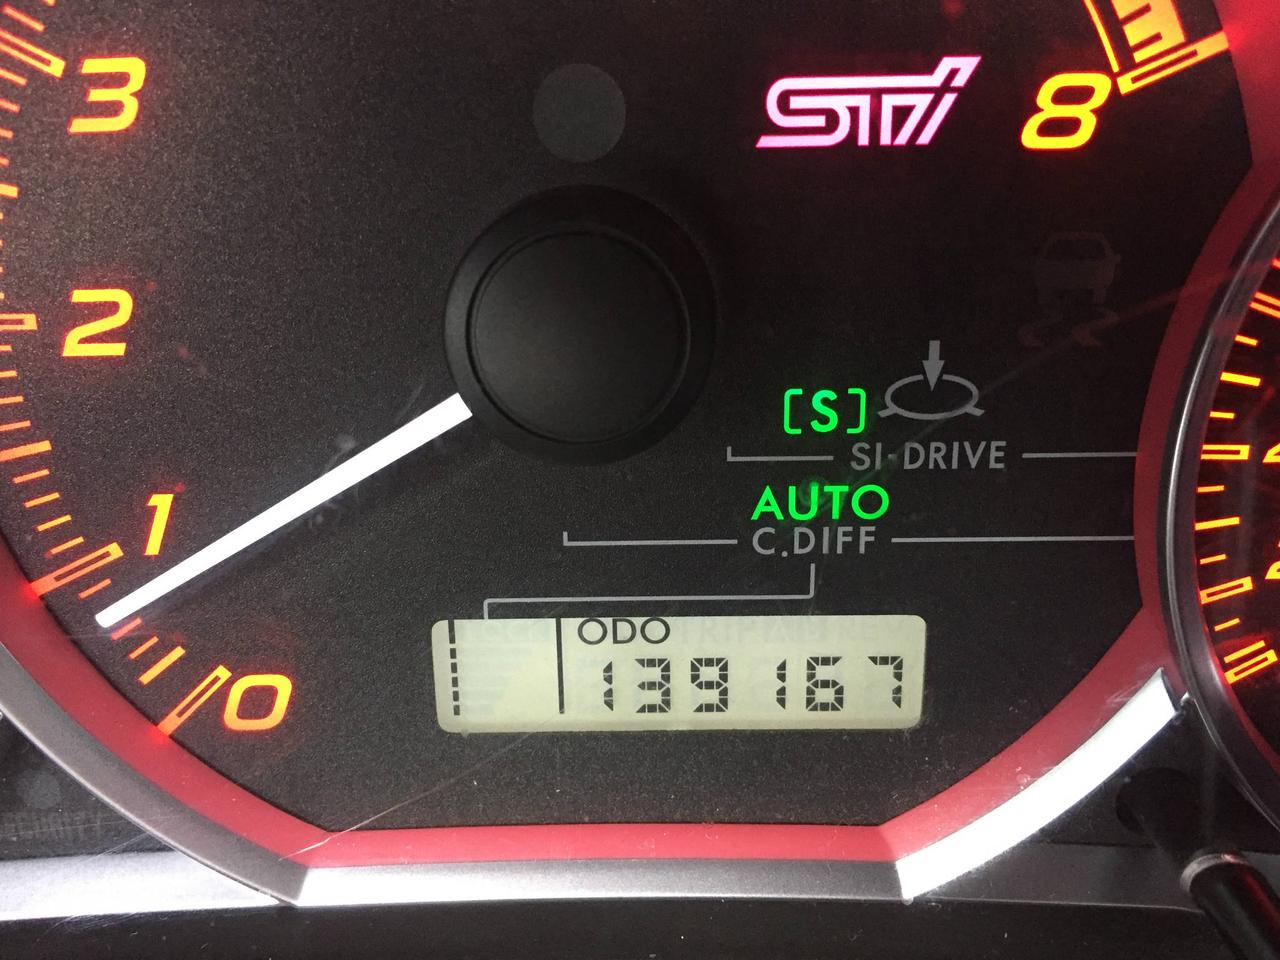 3
STi
8
2
[S]
SI-DRIVE
1
AUTO
C.DIFF
ODO
139167
0